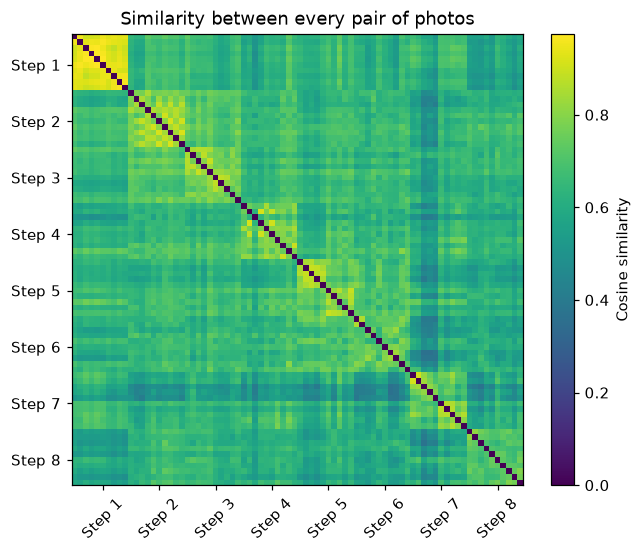 Similarity between every pair of photos
Step 1
Step 2
Step 3
Step 4
Step 5
Step 6
Step 7
Step 8
Step 1
Step 2
Step 3
Step 4
Step 5
Step 6
Step 7
Step 8
0.8
0.6
0.4
0.2
0.0
Cosine similarity